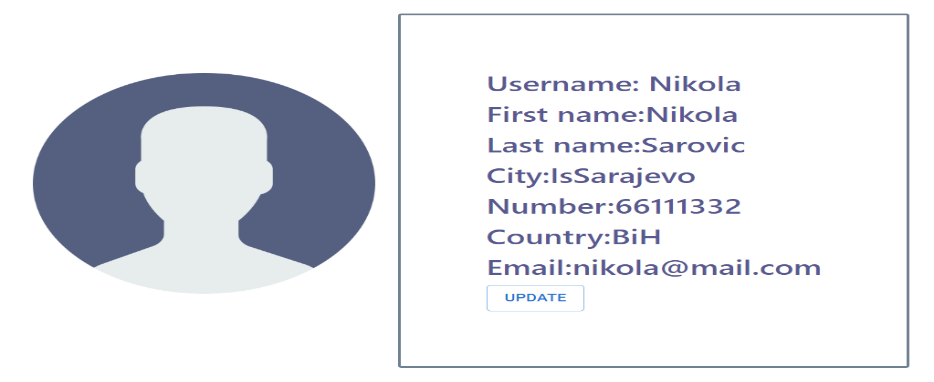 Username: Nikola
First name:Nikola
Last name:Sarovic
City:IsSarajevo
Number:66111332
Country:BiH
Email:nikola@mail.com
UPDATE